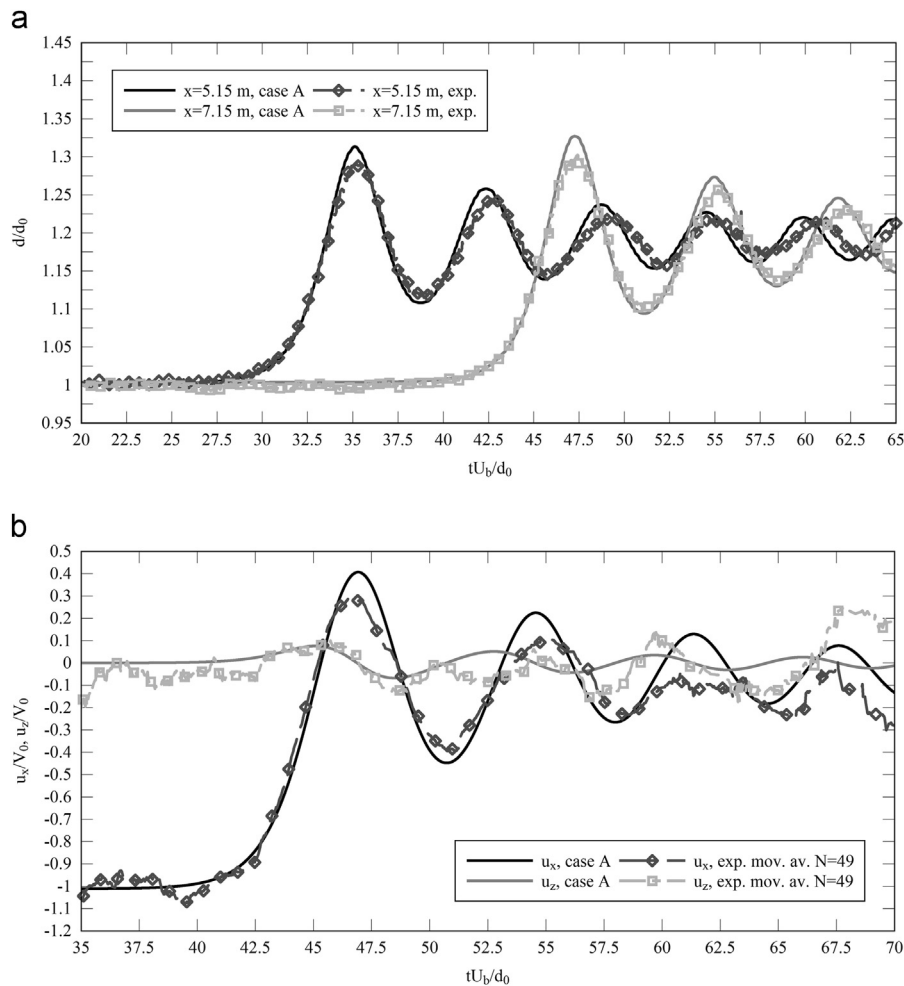 a
1.45
1.4
1.35
1.3
1.25
1.2
1.15
1.1
1.05
1
0.95
d/d0
x=5.15 m, case A x=5.15 m, exp.
x=7.15 m, case A x=7.15 m, exp.
20 22.5 25 27.5 30 32.5 35 37.5 40 42.5 45 47.5 50 52.5 55 57.5 60 62.5 65
tUb/d0
b
0.5
0.4
0.3
0.2
0.1
0
-0.1
-0.2
-0.3
-0.4
-0.5
-0.6
-0.7
-0.8
-0.9
-1
-1.1
-1.2
ux/V0, uz/V0
ux, case A ux, exp. mov. av. N=49
uz, case A uz, exp. mov. av. N=49
35 37.5 40 42.5 45 47.5 50 52.5 55 57.5 60 62.5 65 67.5 70
tUb/d0